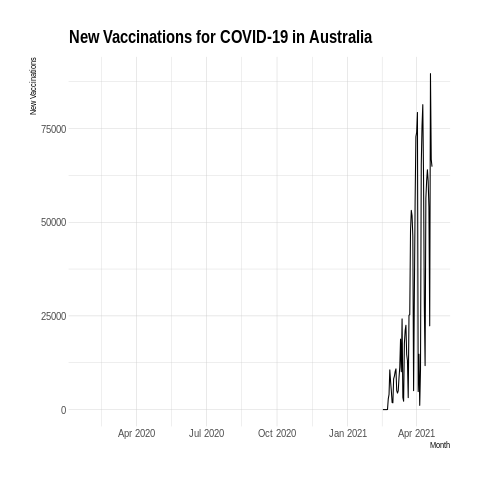 New Vaccinations for COVID-19 in Australia
New Vaccinations
75000
50000
25000
0
Apr 2020 Jul 2020 Oct 2020 Jan 2021 Apr 2021
Month